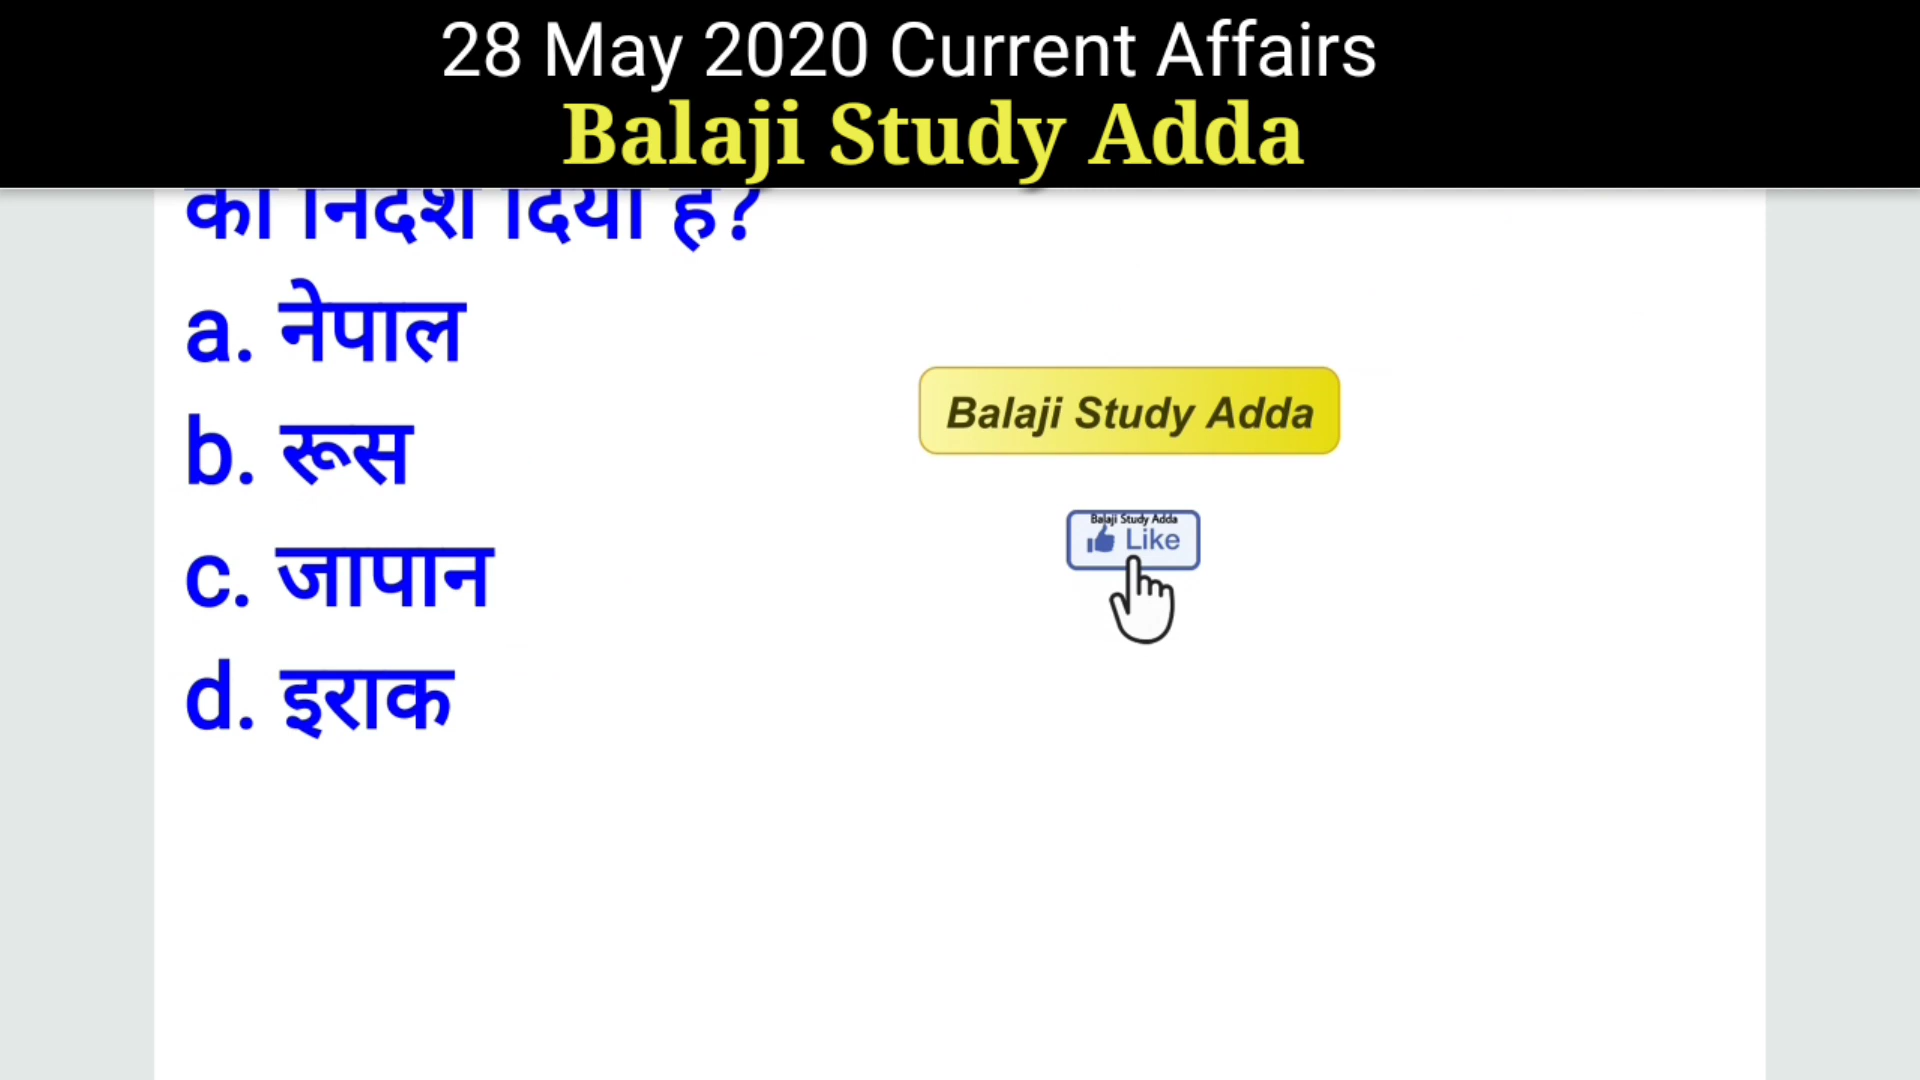 28 May 2020 Current Affairs
Balaji Study Adda
का निर्देश दिया है?
a. नेपाल
Balaji Study Adda
b. रूस
Balaji Study Adda
Like
c. जापान
d. इराक